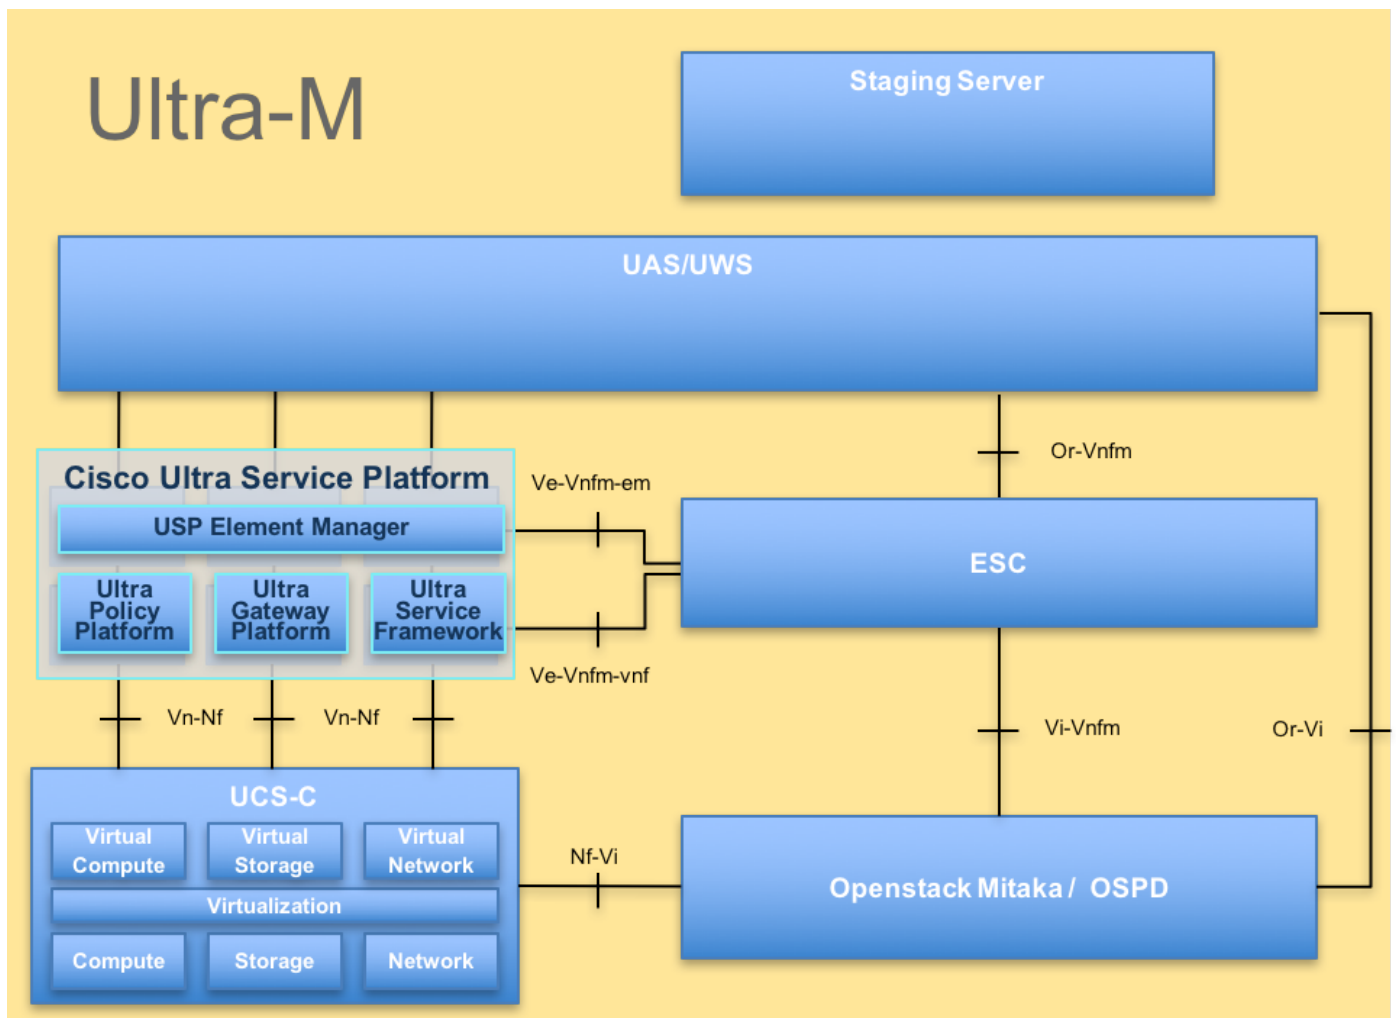 Ultra-M
Staging Server
UAS/UWS
Or-Vnfm
Cisco Ultra Service Platform
Ve-Vnfm-em
USP Element Manager
ESC
Ultra
Policy
Platform
Ultra
Gateway
Platform
Ultra
Service
Framework
Ve-Vnfm-vnf
Vn-Nf
Vn-Nf
Vi-Vnfm
Or-Vi
UCS-C
Virtual
Compute
Virtual
Storage
Virtual
Network
Nf-Vi
Openstack Mitaka / OSPD
Virtualization
Compute
Storage
Network